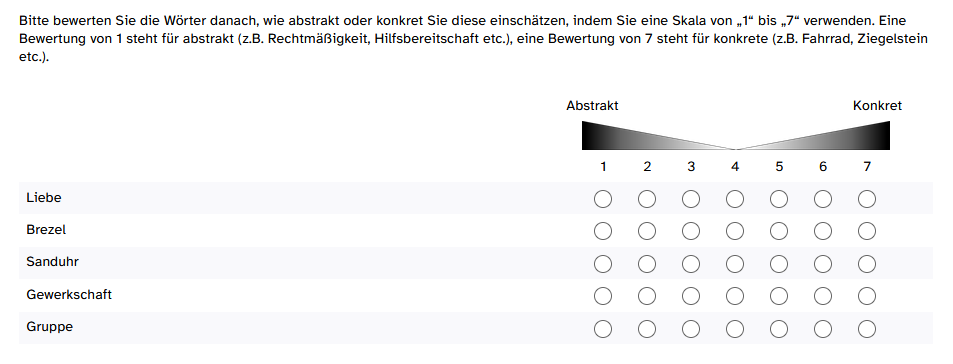 Bitte bewerten Sie die Wörter danach, wie abstrakt oder konkret Sie diese einschätzen, indem Sie eine Skala von „1“ bis „7“ verwenden. Eine
Bewertung von 1 steht für abstrakt (z.B. Rechtmäßigkeit, Hilfsbereitschaft etc.), eine Bewertung von 7 steht für konkrete (z.B. Fahrrad, Ziegelstein
etc.).
Abstrakt Konkret
1 2 3 4 5 6 7
Liebe
Brezel
Sanduhr
Gewerkschaft
Gruppe